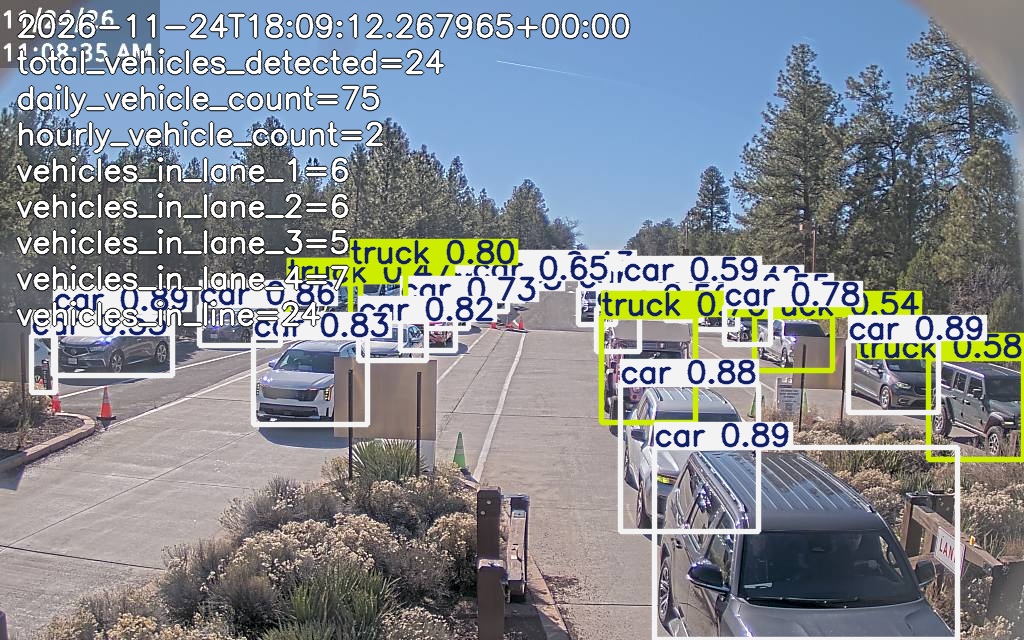 2026-11-24T18:09:12.267965+00:00
11:08:35 AM
total_vehicles_detected=24
daily_vehicle_count=75
hourly_vehicle_count=2
vehicles_in_lane_1=6
vehicles_in_lane_2=6
vehicles_in_lane_3=5
vehicles_in_lane_4=7
vehicles_in_line=24
truck 0.80
car 0.65
car 0.59
car 0.89
car 0.86
car 0.73
car 0.82
car 0.83
truck
car 0.78
0.54
car 0.89
truck 0.58
car 0.88
car 0.89